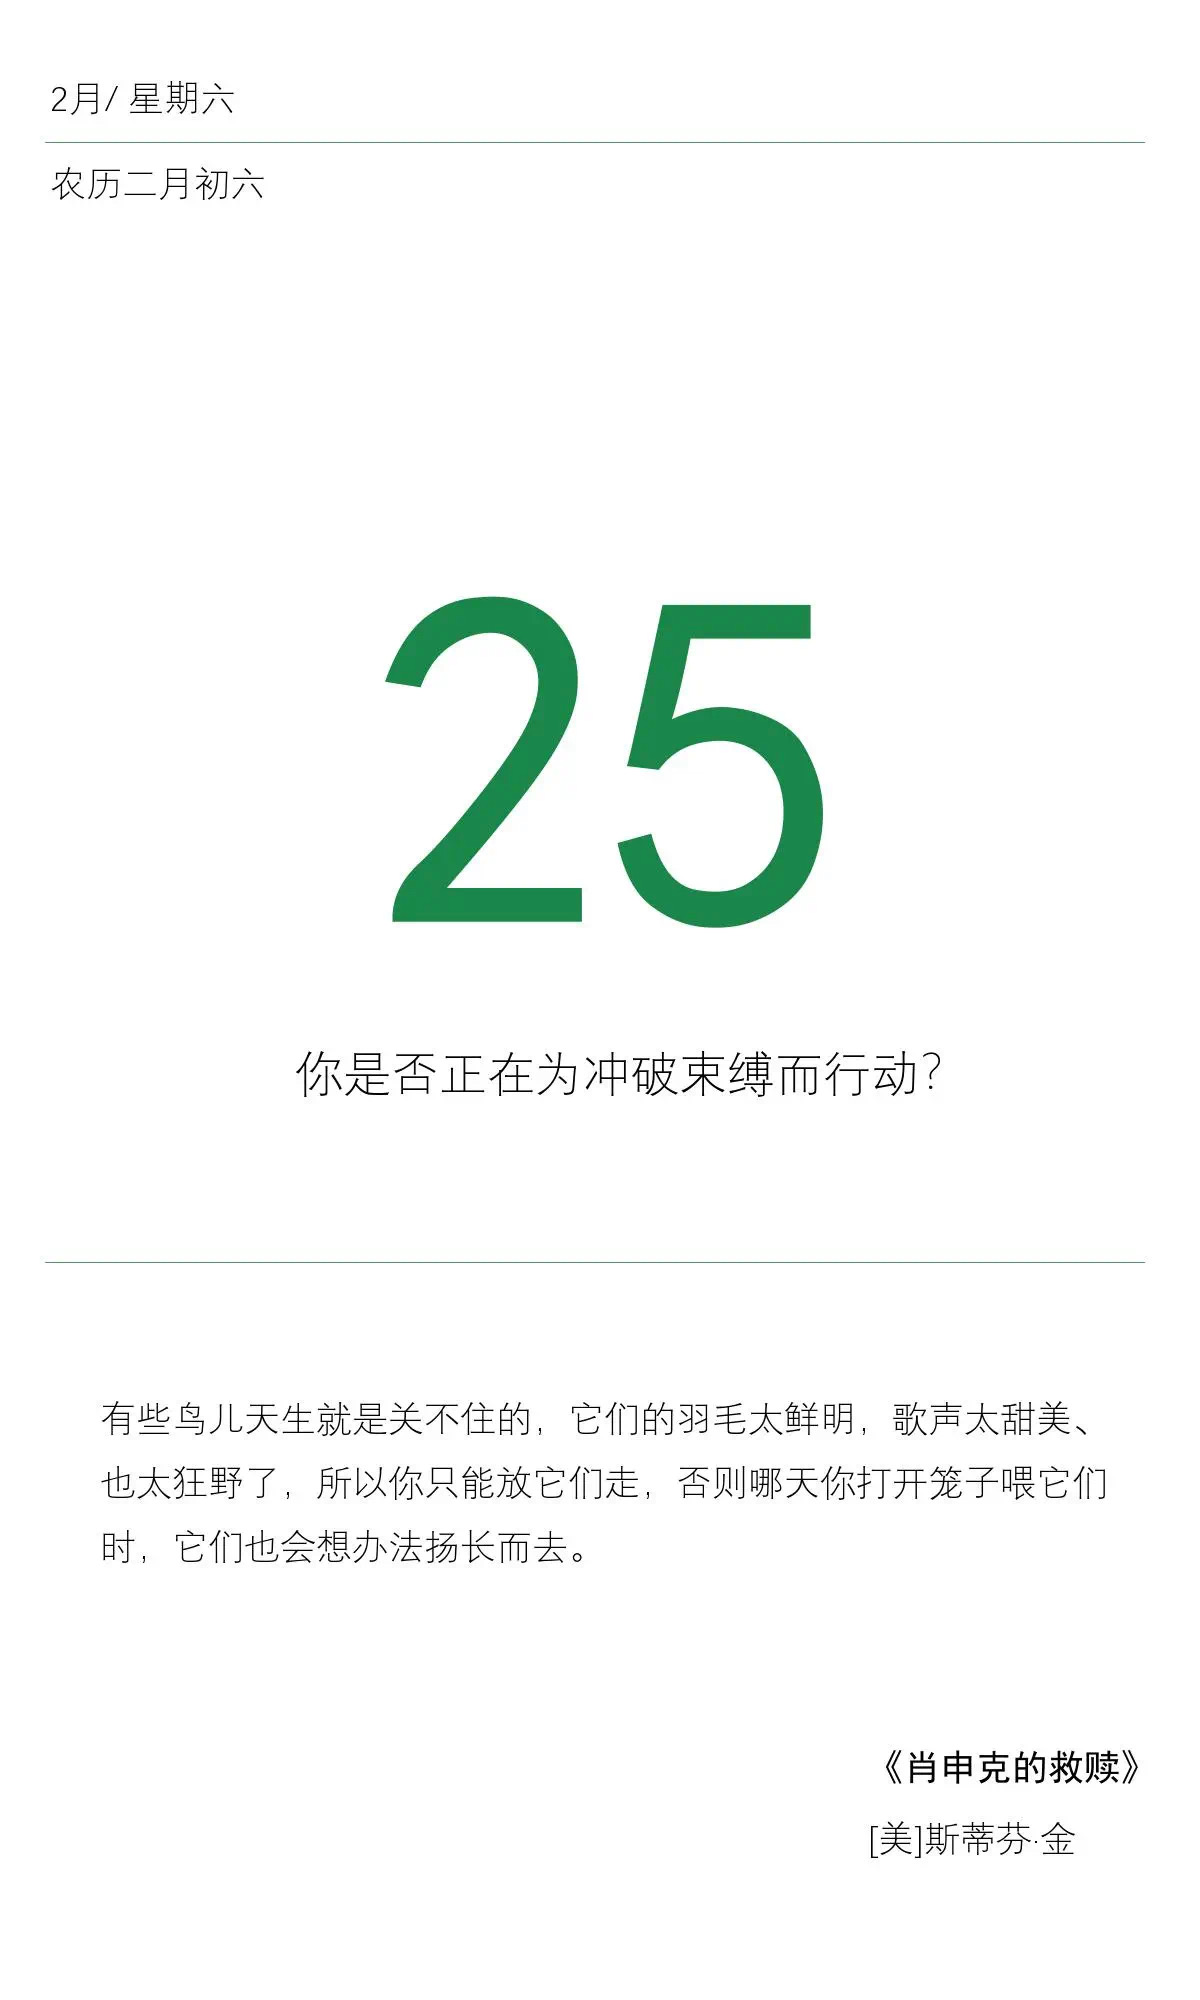 2月/ 星期六
农历二月初六
25
你是否正在为冲破束缚而行动？
有些鸟儿天生就是关不住的，它们的羽毛太鲜明，歌声太甜美、
也太狂野了，所以你只能放它们走，否则哪天你打开笼子喂它们
时，它们也会想办法扬长而去。
《肖申克的救赎》
[美]斯蒂芬·金